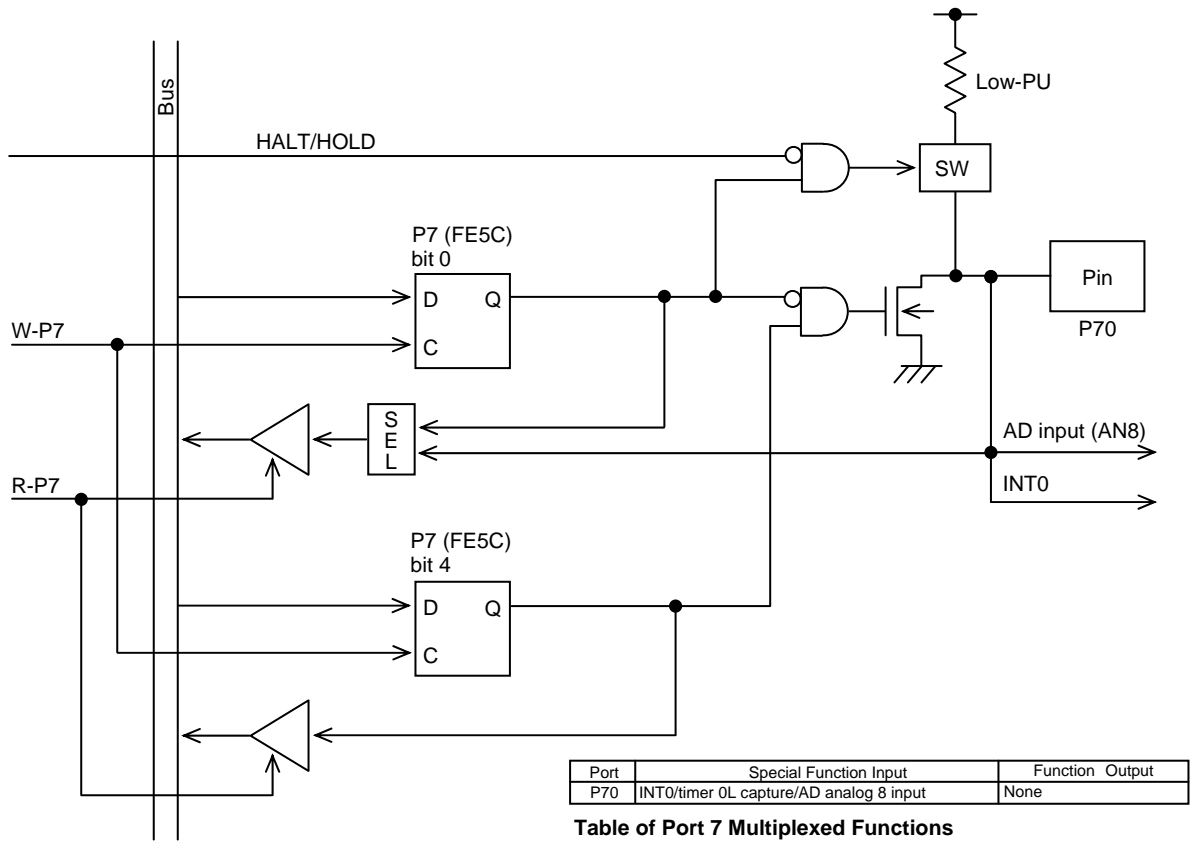 Bus
Low-PU
HALT/HOLD
SW
P7 (FE5C)
bit 0
D Q
C
Pin
P70
W-P7
S
E
L
AD input (AN8)
R-P7
INT0
P7 (FE5C)
bit 4
D Q
C
Port Special Function Input Function Output
P70 INT0/timer 0L capture/AD analog 8 input None
Table of Port 7 Multiplexed Functions